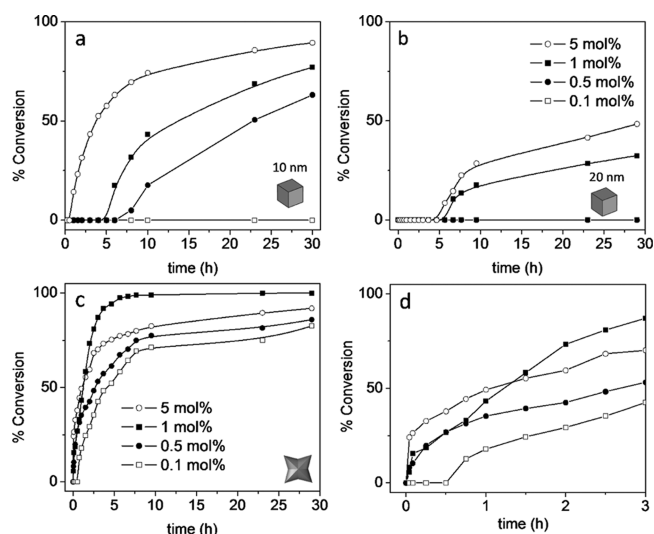 a
100
50
0
% Conversion
10 nm
0 5 10 15 20 25 30
time (h)
b
5 mol%
1 mol%
0.5 mol%
0.1 mol%
100
50
0
% Conversion
20 nm
0 5 10 15 20 25 30
time (h)
c
100
50
0
% Conversion
5 mol%
1 mol%
0.5 mol%
0.1 mol%
0 5 10 15 20 25 30
time (h)
d
100
50
0
% Conversion
0 1 2 3
time (h)